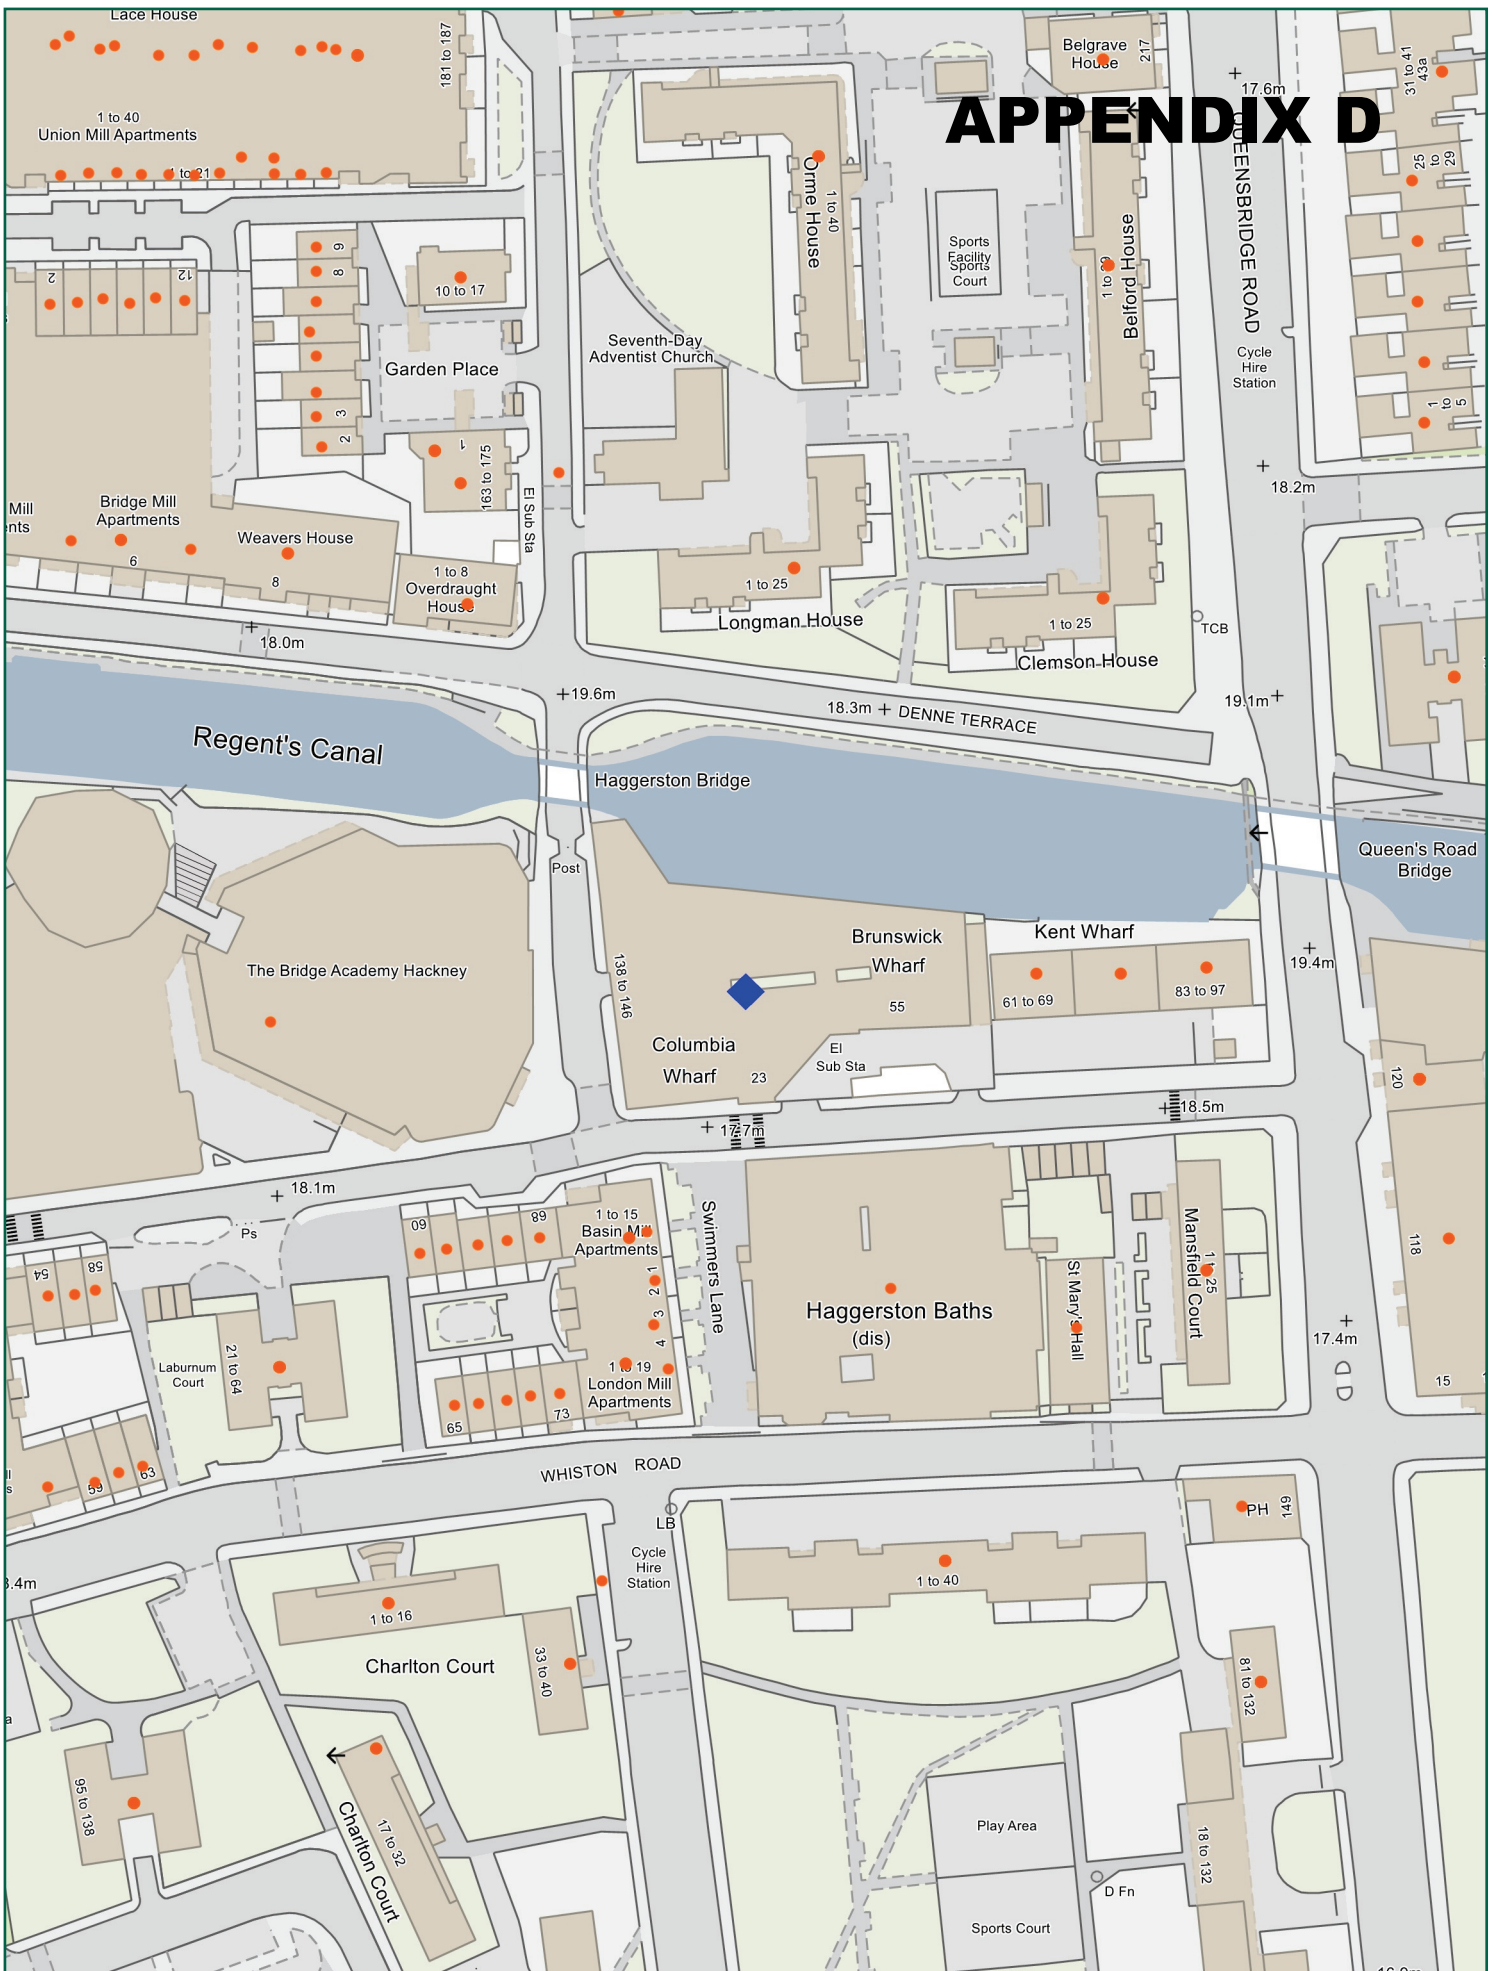 Lace House
181 to 187
Belgrave
House
217
31 to 41
43a
17.6m
APPENDIX D
1 to 40
Union Mill Apartments
1 to 21
QUEENSBRIDGE ROAD
25
to
29
Orme House
1 to 40
Sports
Facility
Sports
Court
Belford House
2
12
9
8
10 to 17
Seventh-Day
Adventist Church
Garden Place
Cycle
Hire
Station
3
2
1
1
to
5
163 to 175
El Sub Sta
18.2m
Mill
Bridge Mill
Apartments
Weavers House
6
8
1 to 8
Overdraught
House
1 to 25
Longman House
1 to 25
Clemson House
TCB
18.0m
19.6m
18.3m
DENNE TERRACE
19.1m
Regent's Canal
Haggerston Bridge
Queen's Road
Bridge
Post
Brunswick
Wharf
Kent Wharf
19.4m
The Bridge Academy Hackney
138 to 146
55
61 to 69
83 to 97
Columbia
Wharf
23
El
Sub Sta
120
17.7m
18.5m
18.1m
Ps
60
68
1 to 15
Basin Mill
Apartments
Swimmers Lane
Mansfield Court
1 to 25
118
54
58
1
2
3
4
Haggerston Baths
(dis)
St Mary's Hall
17.4m
Laburnum
Court
21 to 64
1 to 19
London Mill
Apartments
15
65
73
59
63
WHISTON ROAD
LB
PH
149
Cycle
Hire
Station
3.4m
1 to 16
1 to 40
Charlton Court
33 to 40
81 to 132
95 to 138
Charlton Court
17 to 32
Play Area
18 to 132
D Fn
Sports Court